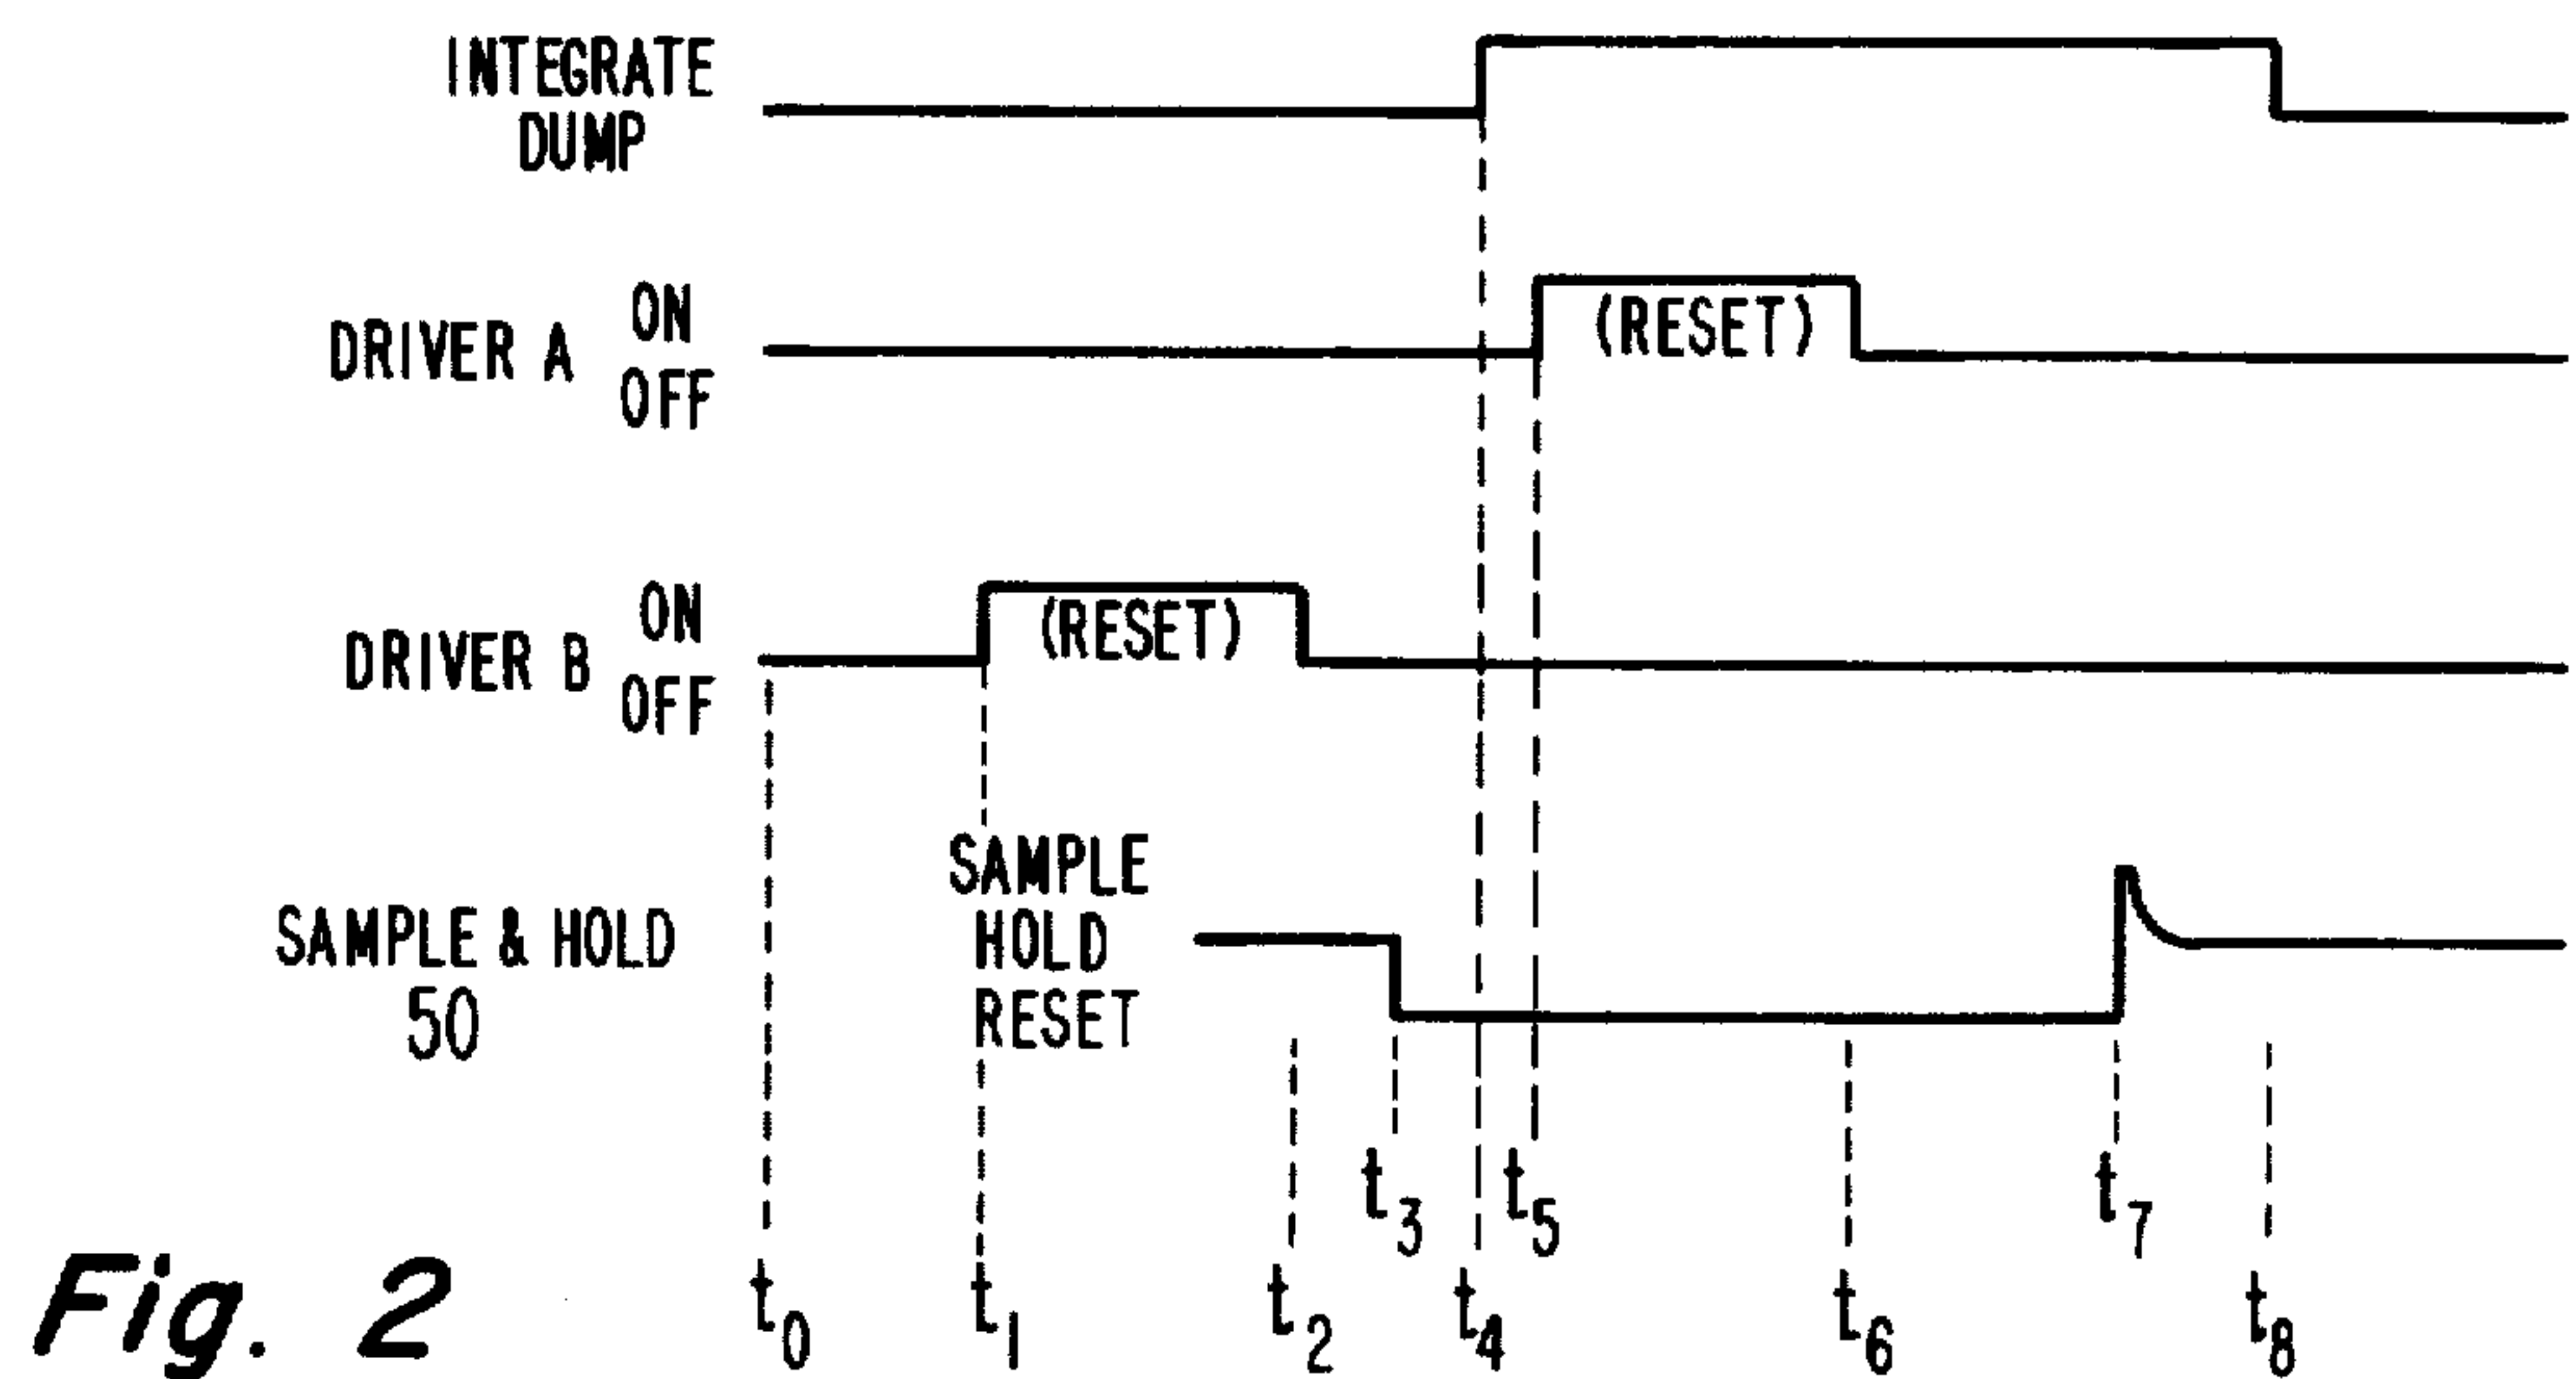 INTEGRATE
DUMP
DRIVER A
ON
OFF
(RESET)
DRIVER B
ON
OFF
(RESET)
SAMPLE & HOLD
50
SAMPLE
HOLD
RESET
t0
t1
t2
t3
t4
t5
t6
t7
t8
Fig. 2